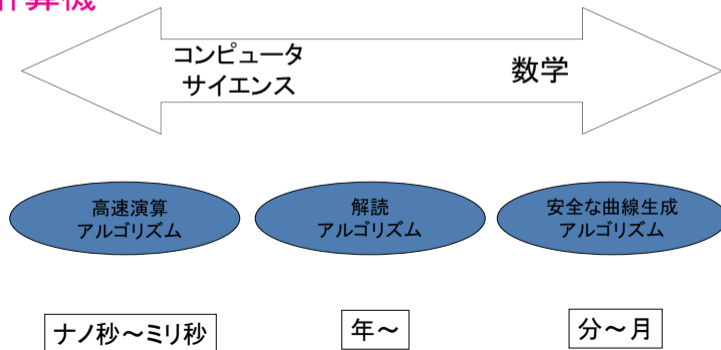 計算機
コンピュータ
サイエンス
数学
高速演算
アルゴリズム
解読
アルゴリズム
安全な曲線生成
アルゴリズム
ナノ秒～ミリ秒
年～
分～月